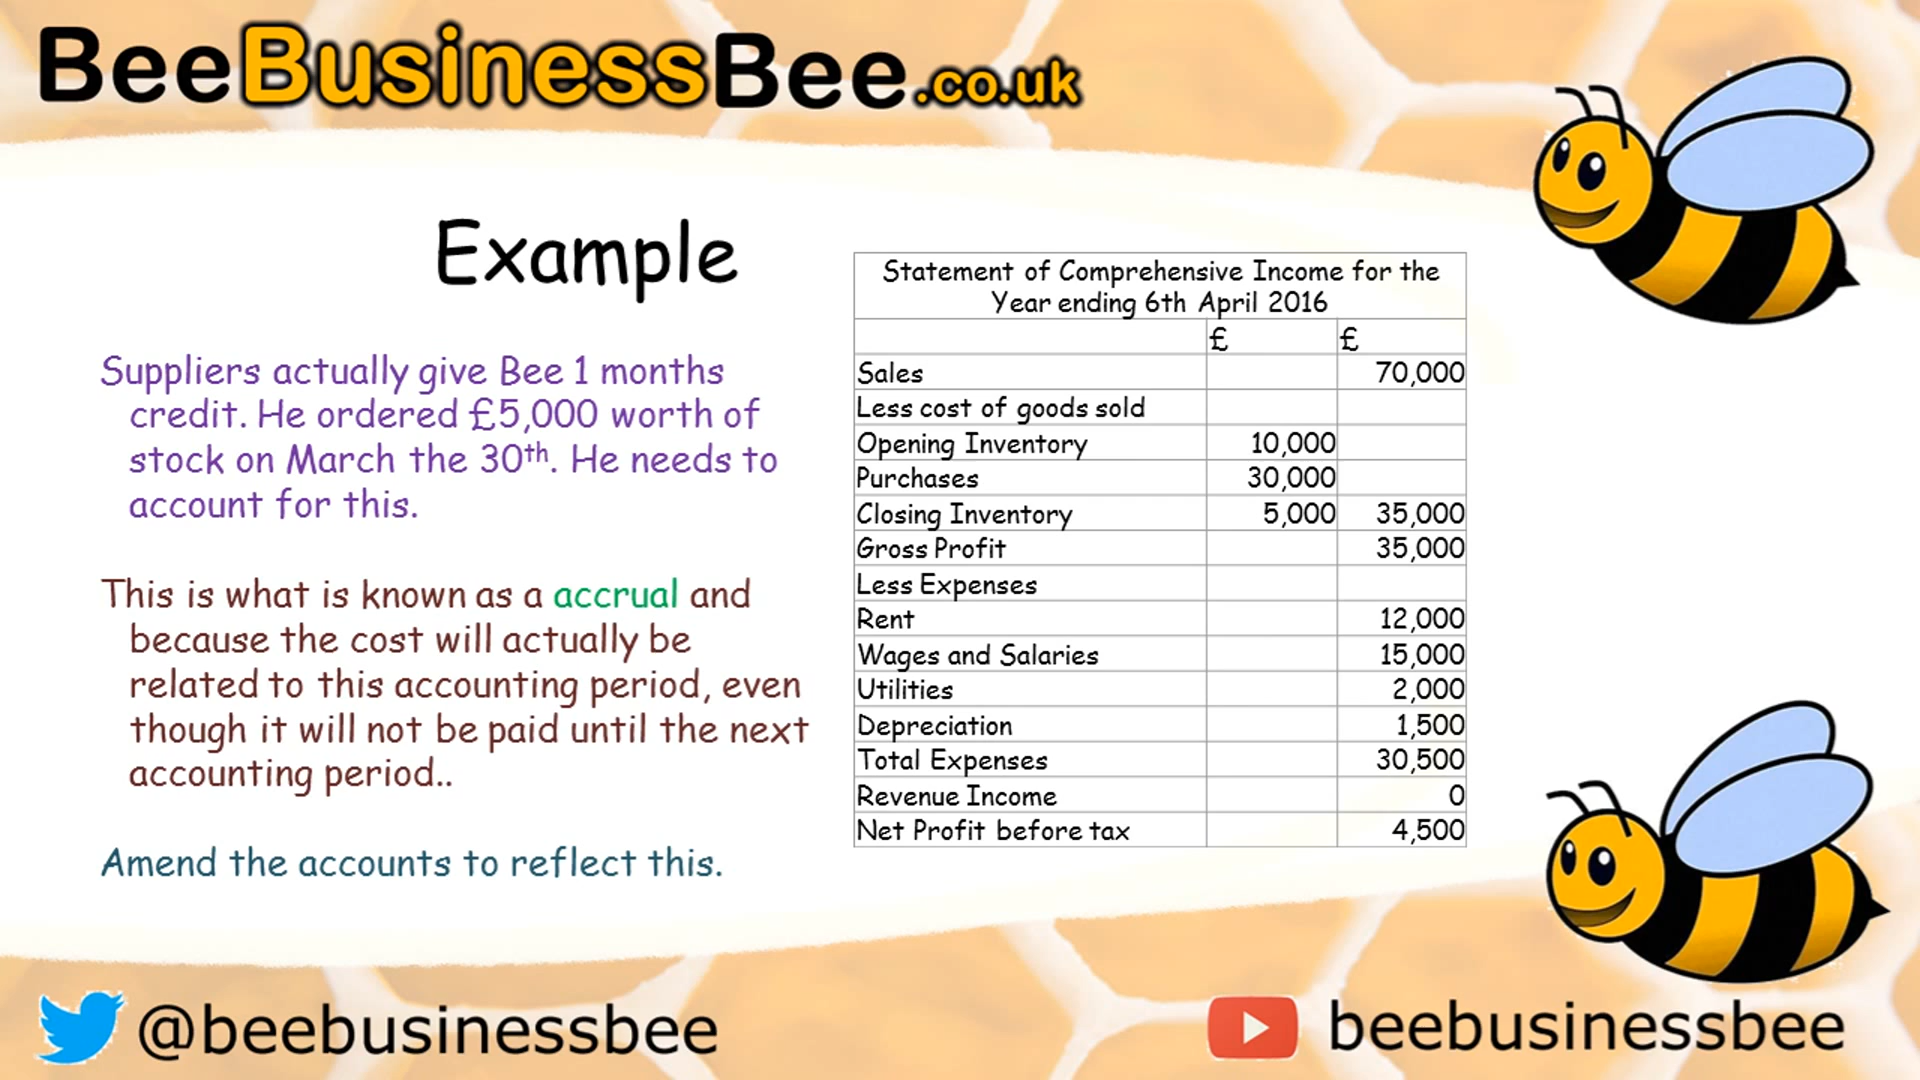 BeeBusinessBee.co.uk
Example
Suppliers actually give Bee 1 months
credit. He ordered £5,000 worth of
stock on March the 30th. He needs to
account for this.
This is what is known as a accrual and
because the cost will actually be
related to this accounting period, even
though it will not be paid until the next
accounting period..
Amend the accounts to reflect this.
Statement of Comprehensive Income for the
Year ending 6th April 2016
£ £
Sales 70,000
Less cost of goods sold
Opening Inventory 10,000
Purchases 30,000
Closing Inventory 5,000 35,000
Gross Profit 35,000
Less Expenses
Rent 12,000
Wages and Salaries 15,000
Utilities 2,000
Depreciation 1,500
Total Expenses 30,500
Revenue Income 0
Net Profit before tax 4,500
@beebusinessbee
beebusinessbee